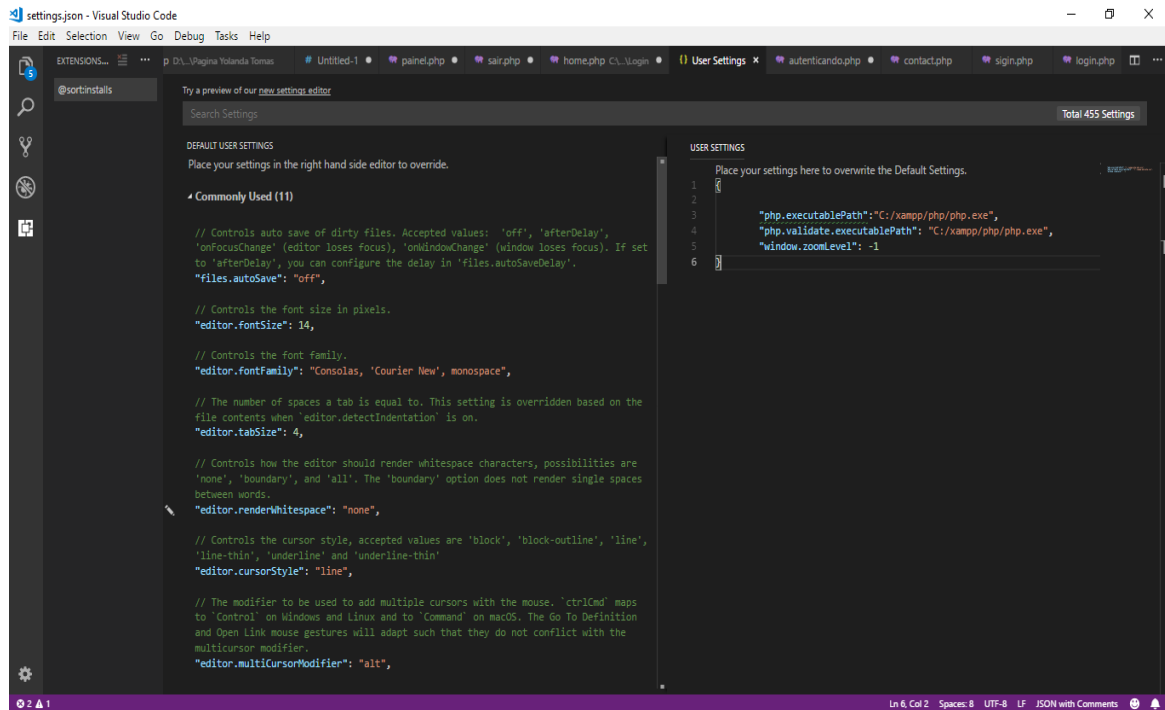 settings.json - Visual Studio Code
File Edit Selection View Go Debug Tasks Help
5
EXTENSIONS... ··· p D:\...\Pagina Yolanda Tomas # Untitled-1 ● painel.php ● sair.php ● home.php C:\...\Login ● {} User Settings × autenticando.php ● contact.php sigin.php login.php ···
@sort:installs
Try a preview of our new settings editor
Search Settings Total 455 Settings
DEFAULT USER SETTINGS
Place your settings in the right hand side editor to override.
Commonly Used (11)
// Controls auto save of dirty files. Accepted values: 'off', 'afterDelay',
'onFocusChange' (editor loses focus), 'onWindowChange' (window loses focus). If set
to 'afterDelay', you can configure the delay in 'files.autoSaveDelay'.
"files.autoSave": "off",
// Controls the font size in pixels.
"editor.fontSize": 14,
// Controls the font family.
"editor.fontFamily": "Consolas, 'Courier New', monospace",
// The number of spaces a tab is equal to. This setting is overridden based on the
file contents when `editor.detectIndentation` is on.
"editor.tabSize": 4,
// Controls how the editor should render whitespace characters, possibilities are
'none', 'boundary', and 'all'. The 'boundary' option does not render single spaces
between words.
"editor.renderWhitespace": "none",
// Controls the cursor style, accepted values are 'block', 'block-outline', 'line',
'line-thin', 'underline' and 'underline-thin'
"editor.cursorStyle": "line",
// The modifier to be used to add multiple cursors with the mouse. `ctrlCmd` maps
to `Control` on Windows and Linux and to `Command` on macOS. The Go To Definition
and Open Link mouse gestures will adapt such that they do not conflict with the
multicursor modifier.
"editor.multiCursorModifier": "alt",
USER SETTINGS
Place your settings here to overwrite the Default Settings.
1 {
2
3 "php.executablePath":"C:/xampp/php/php.exe",
4 "php.validate.executablePath": "C:/xampp/php/php.exe",
5 "window.zoomLevel": -1
6 }
2 1 Ln 6, Col 2 Spaces: 8 UTF-8 LF JSON with Comments